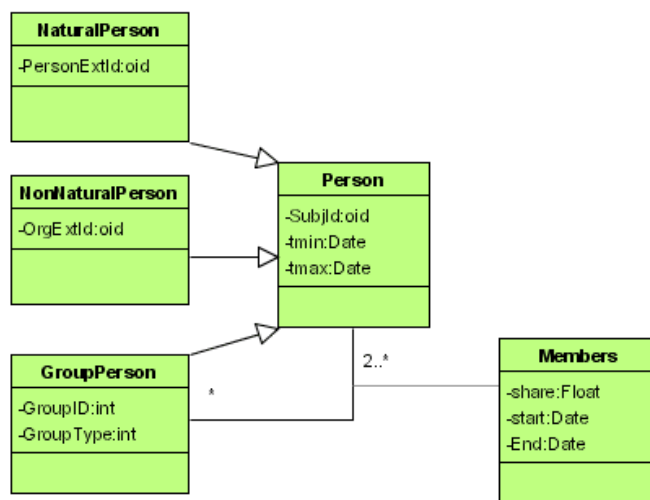 NaturalPerson
-PersonExtId:oid
NonNaturalPerson
-OrgExtId:oid
Person
-SubjId:oid
-tmin:Date
-tmax:Date
GroupPerson
-GroupID:int
-GroupType:int
*
2..*
Members
-share:Float
-start:Date
-End:Date